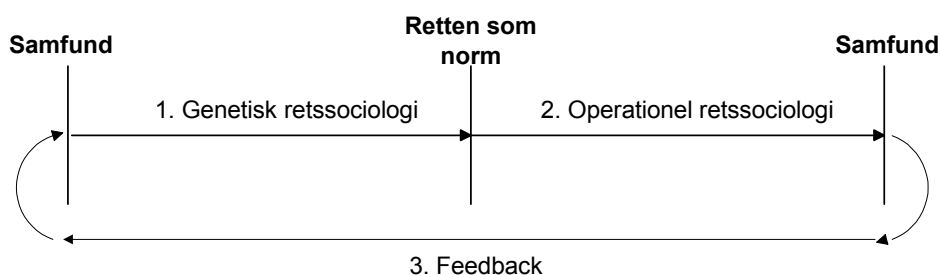 Samfund
Retten som
norm
Samfund
1. Genetisk retssociologi
2. Operationel retssociologi
3. Feedback